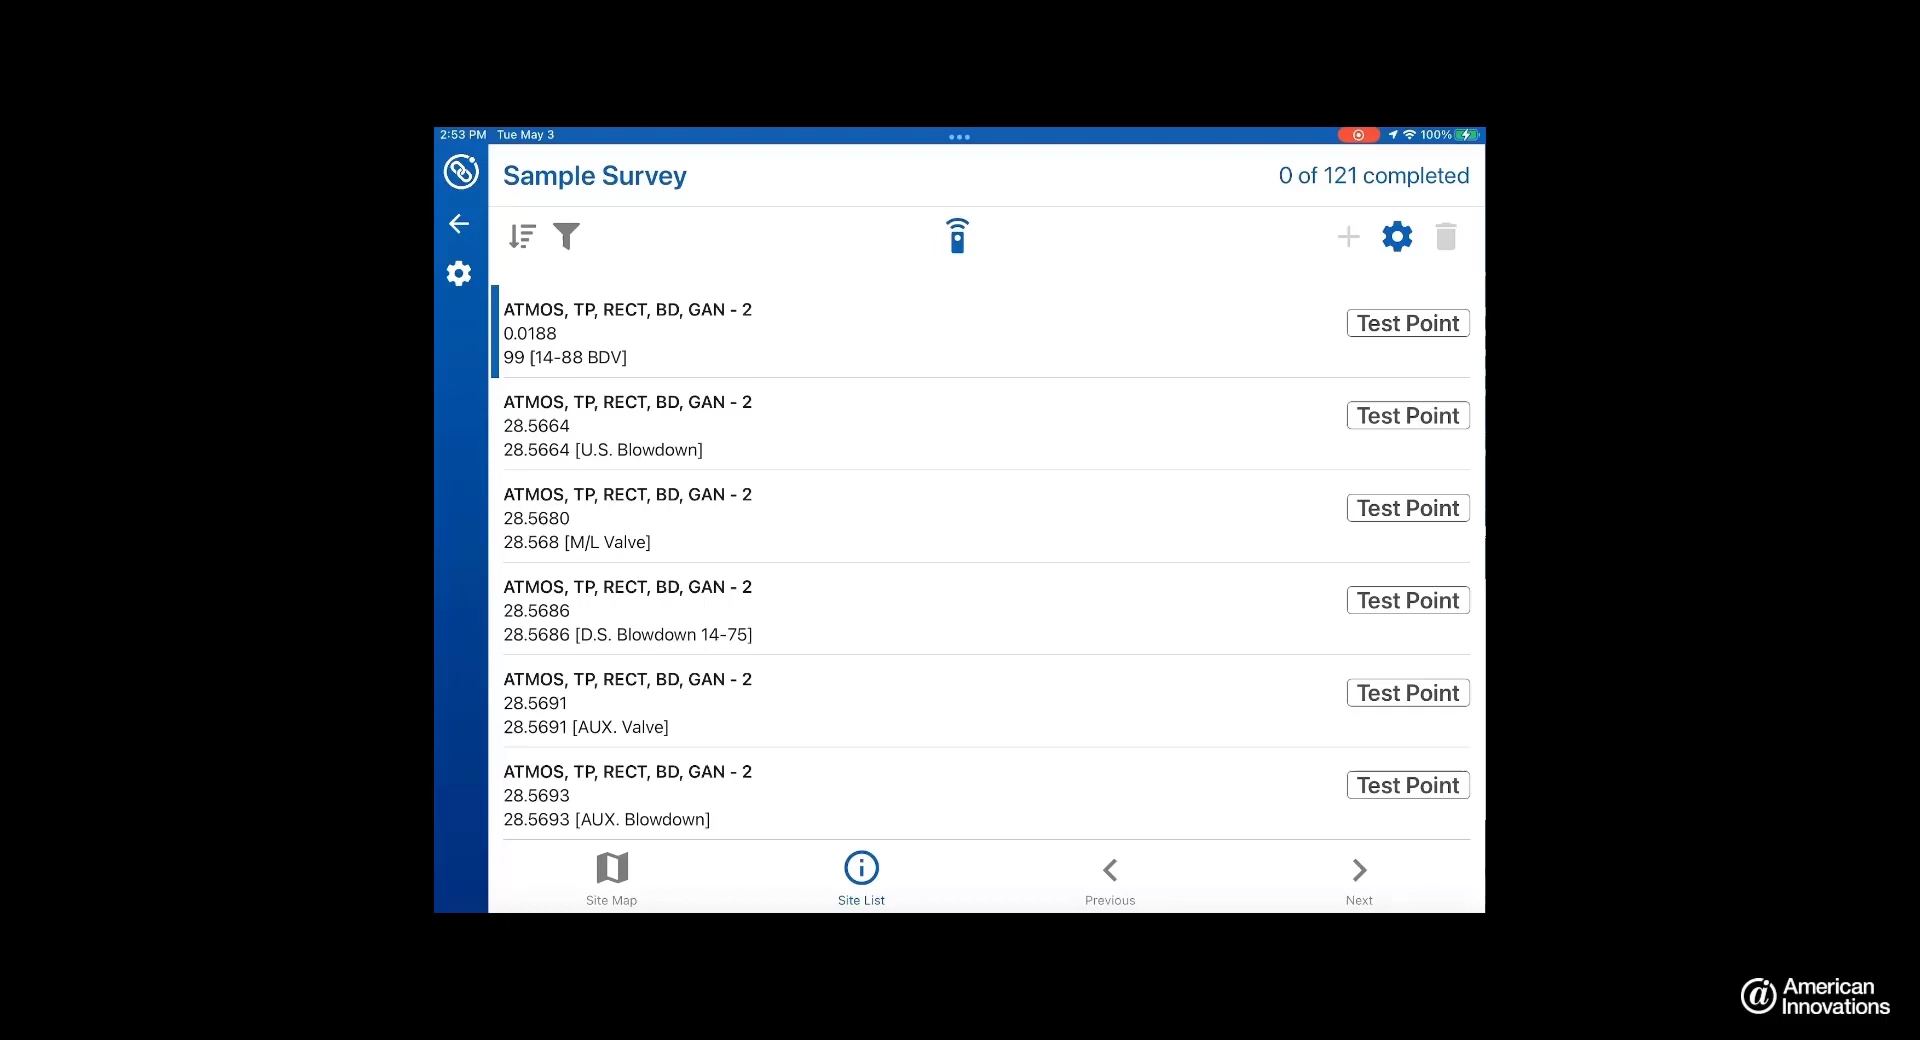 2:53 PM Tue May 3
100%
Sample Survey
0 of 121 completed
ATMOS, TP, RECT, BD, GAN - 2
0.0188
99 [14-88 BDV]
Test Point
ATMOS, TP, RECT, BD, GAN - 2
28.5664
28.5664 [U.S. Blowdown]
Test Point
ATMOS, TP, RECT, BD, GAN - 2
28.5680
28.568 [M/L Valve]
Test Point
ATMOS, TP, RECT, BD, GAN - 2
28.5686
28.5686 [D.S. Blowdown 14-75]
Test Point
ATMOS, TP, RECT, BD, GAN - 2
28.5691
28.5691 [AUX. Valve]
Test Point
ATMOS, TP, RECT, BD, GAN - 2
28.5693
28.5693 [AUX. Blowdown]
Test Point
Site Map
Site List
Previous
Next
American
Innovations